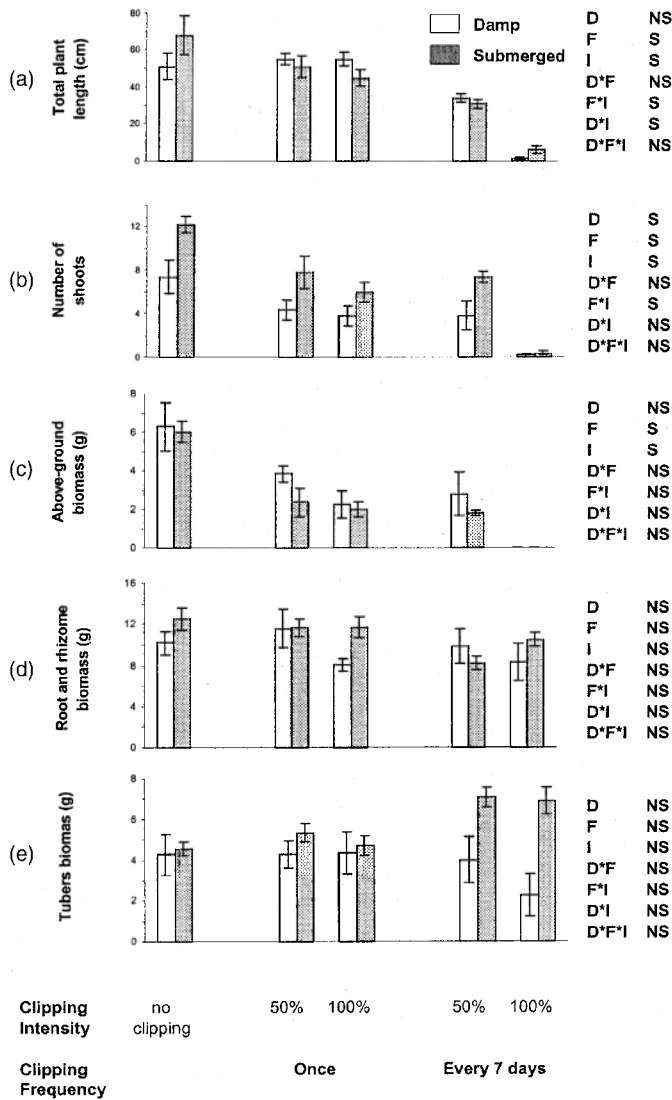 Damp
Submerged
(a)
Total plant
length (cm)
80
60
40
20
0
D NS
F S
I S
D*F NS
F*I S
D*I S
D*F*I NS
(b)
Number of
shoots
12
8
4
0
D S
F S
I S
D*F NS
F*I S
D*I NS
D*F*I NS
(c)
Above-ground
biomass (g)
8
6
4
2
0
D NS
F S
I S
D*F NS
F*I NS
D*I NS
D*F*I NS
(d)
Root and rhizome
biomass (g)
16
12
8
4
0
D NS
F NS
I NS
D*F NS
F*I NS
D*I NS
D*F*I NS
(e)
Tubers biomas (g)
8
6
4
2
0
D NS
F NS
I NS
D*F NS
F*I NS
D*I NS
D*F*I NS
Clipping
Intensity
no
clipping
50% 100% 50% 100%
Clipping
Frequency
Once Every 7 days